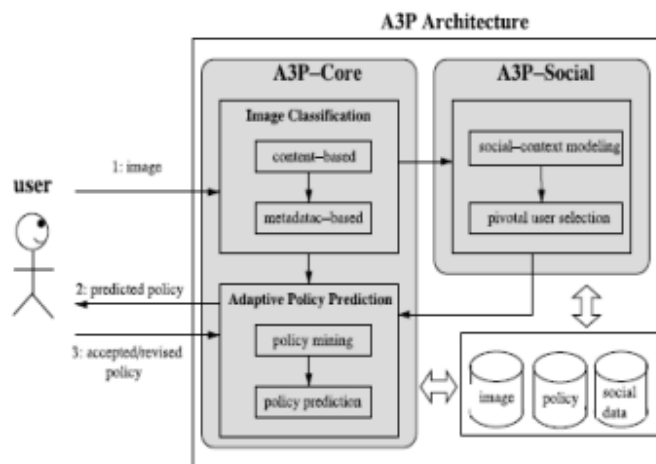 A3P Architecture
A3P–Core
A3P–Social
Image Classification
content–based
metadatac–based
social–context modeling
pivotal user selection
user
1: image
2: predicted policy
3: accepted/revised
policy
Adaptive Policy Prediction
policy mining
policy prediction
image
policy
social
data